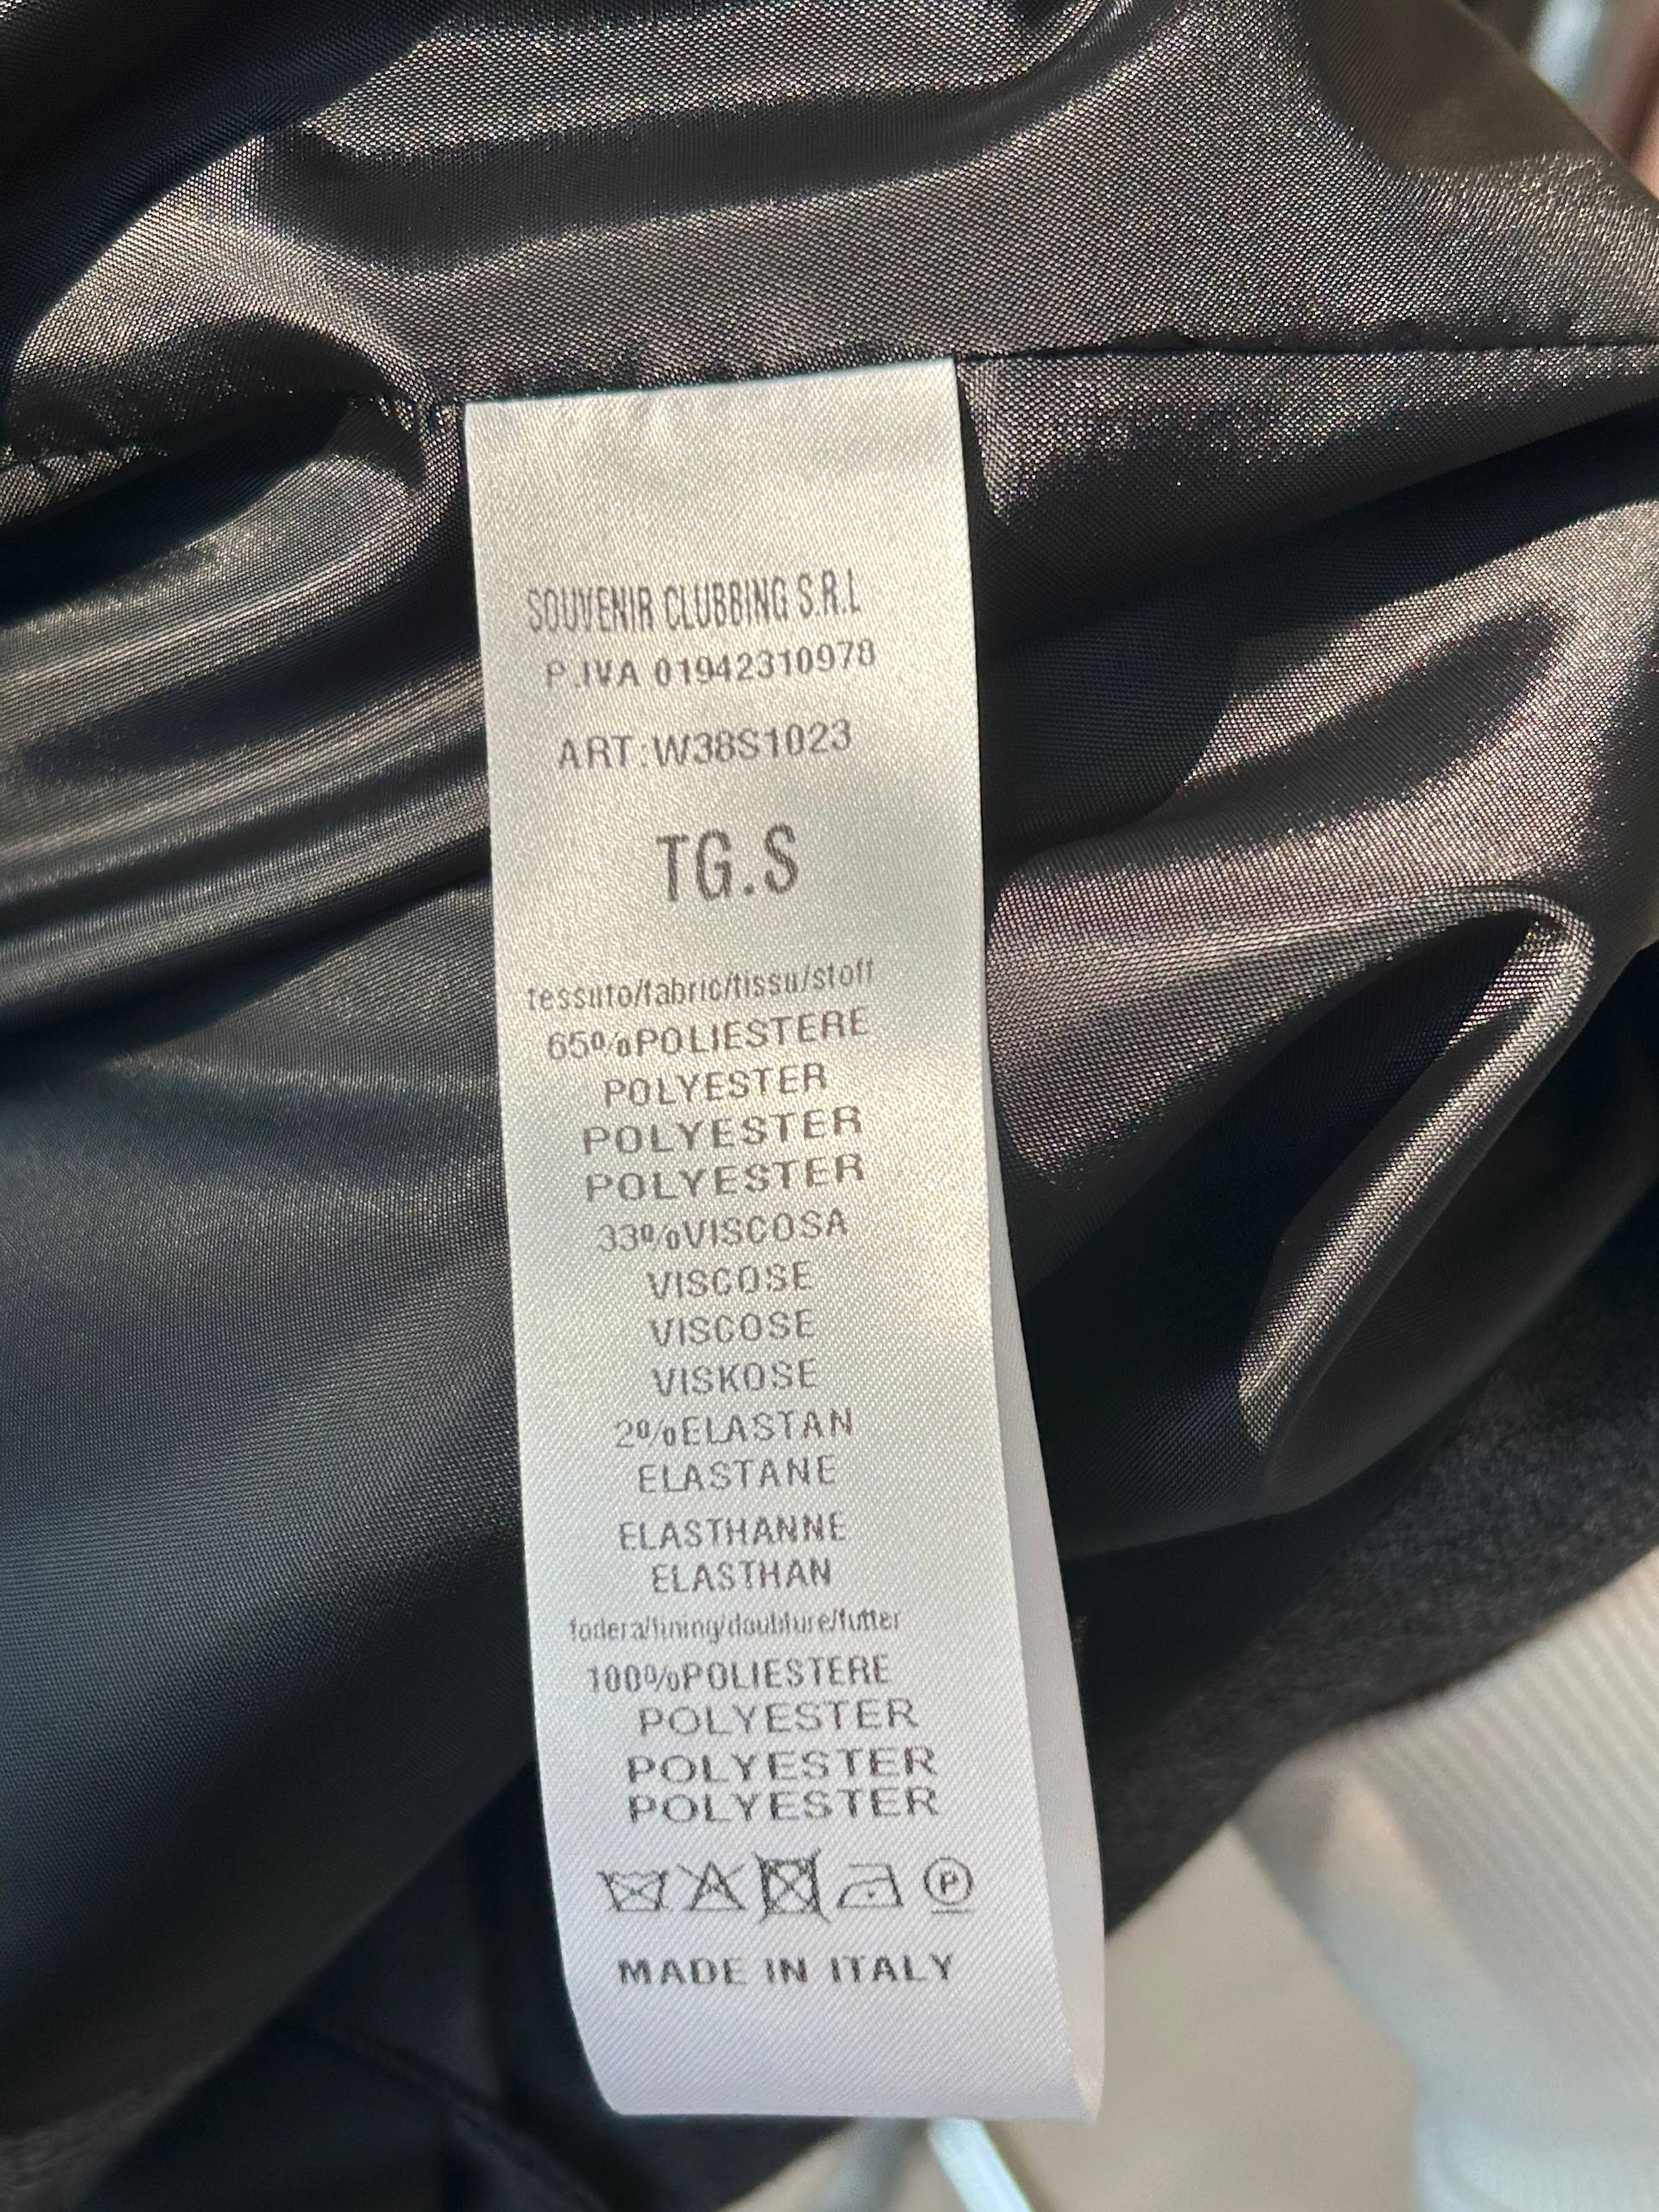 SOUVENIR CLUBBING S.R.L
P.IVA 01942310978
ART:W38S1023
TG.S
tessuto/fabric/tissu/stoff
65%POLIESTERE
POLYESTER
POLYESTER
POLYESTER
33%VISCOSA
VISCOSE
VISCOSE
VISKOSE
2%ELASTAN
ELASTANE
ELASTHANNE
ELASTHAN
fodera/lining/doublure/futter
100%POLIESTERE
POLYESTER
POLYESTER
POLYESTER
P
MADE IN ITALY